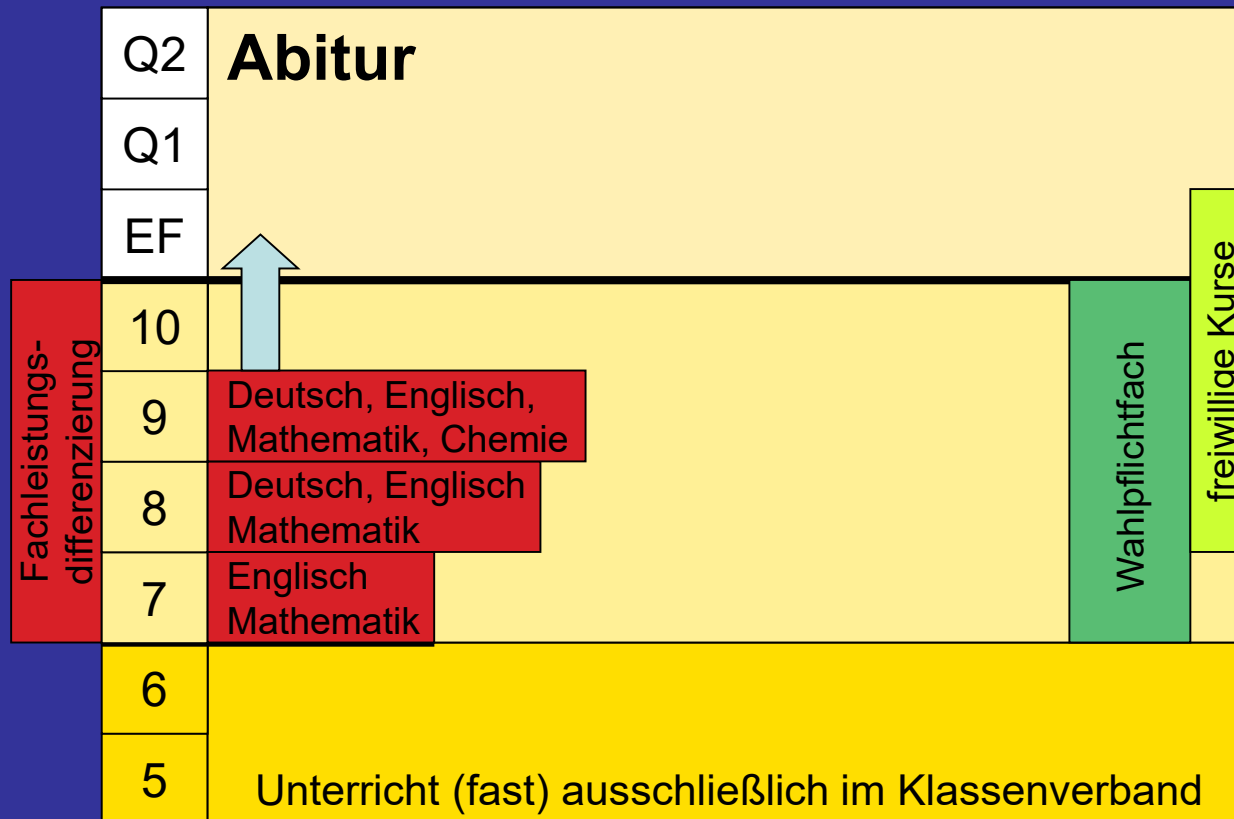 Q2
Abitur
Q1
EF
10
9
Deutsch, Englisch,
Mathematik, Chemie
8
Deutsch, Englisch
Mathematik
7
Englisch
Mathematik
6
5
Unterricht (fast) ausschließlich im Klassenverband
Fachleistungs-
differenzierung
Wahlpflichtfach
freiwillige Kurse